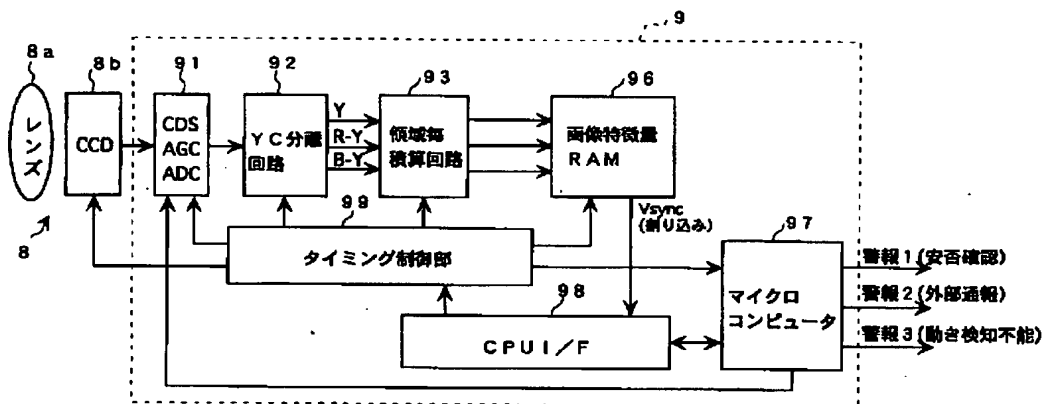 9
8a
8b
91
92
93
96
レンズ
CCD
CDS
AGC
ADC
YC分離
回路
Y
R-Y
B-Y
領域毎
積算回路
画像特徴量
RAM
99
Vsync
(割り込み)
8
タイミング制御部
97
警報1(安否確認)
98
マイクロ
コンピュータ
警報2(外部通報)
CPUI/F
警報3(動き検知不能)